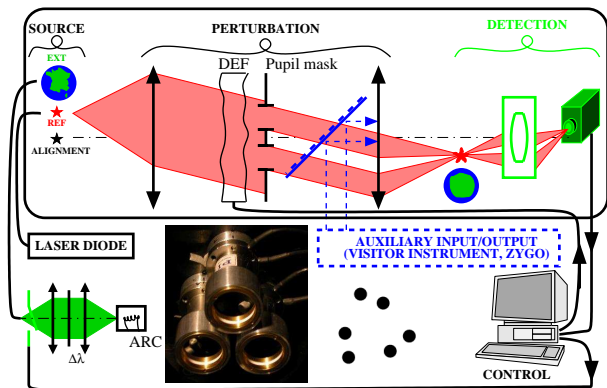 SOURCE
PERTURBATION
DETECTION
EXT
DEF
Pupil mask
REF
ALIGNMENT
LASER DIODE
AUXILIARY INPUT/OUTPUT
(VISITOR INSTRUMENT, ZYGO)
ARC
Δλ
CONTROL